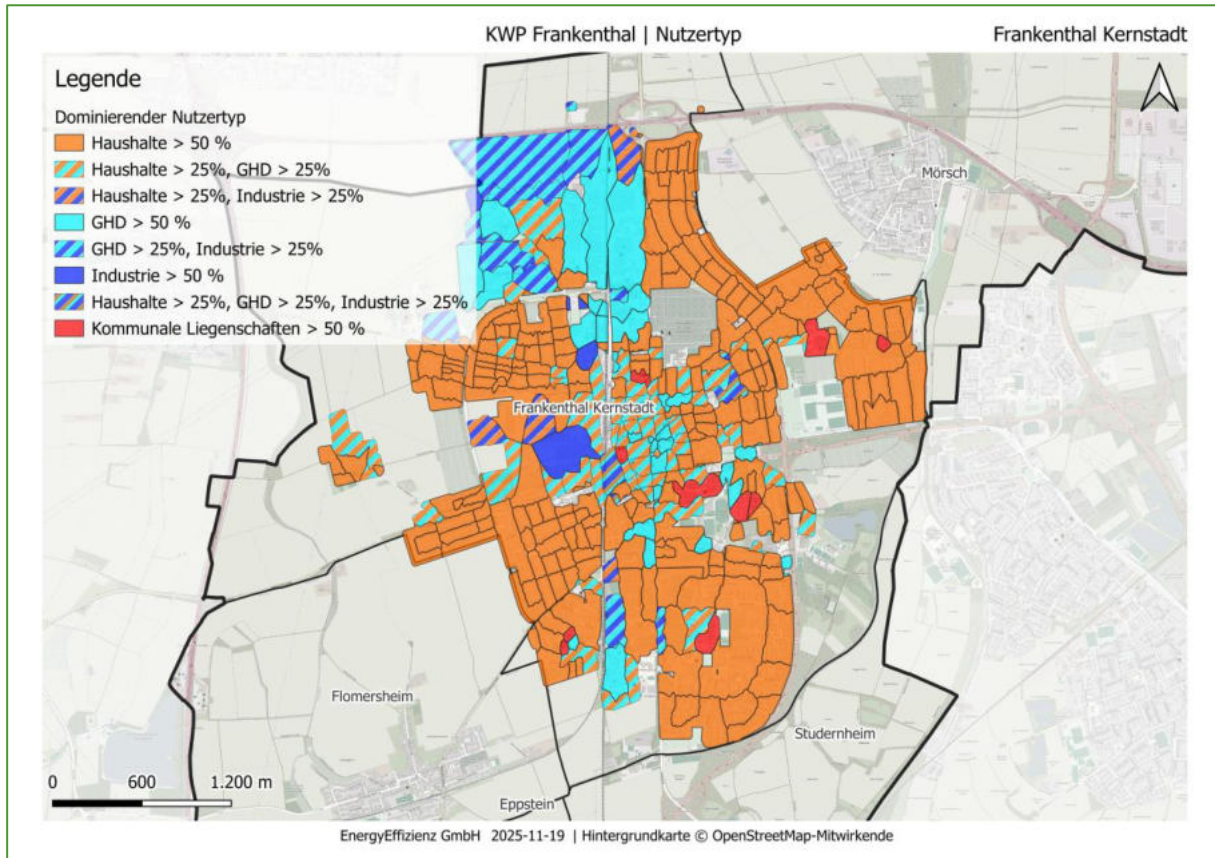 KWP Frankenthal | Nutzertyp
Frankenthal Kernstadt
Legende
Dominierender Nutzertyp
Haushalte > 50 %
Haushalte > 25%, GHD > 25%
Haushalte > 25%, Industrie > 25%
GHD > 50 %
GHD > 25%, Industrie > 25%
Industrie > 50 %
Haushalte > 25%, GHD > 25%, Industrie > 25%
Kommunale Liegenschaften > 50 %
Mörsch
Frankenthal Kernstadt
Flomersheim
Studernheim
Eppstein
0 600 1.200 m
EnergyEffizienz GmbH 2025-11-19 | Hintergrundkarte © OpenStreetMap-Mitwirkende